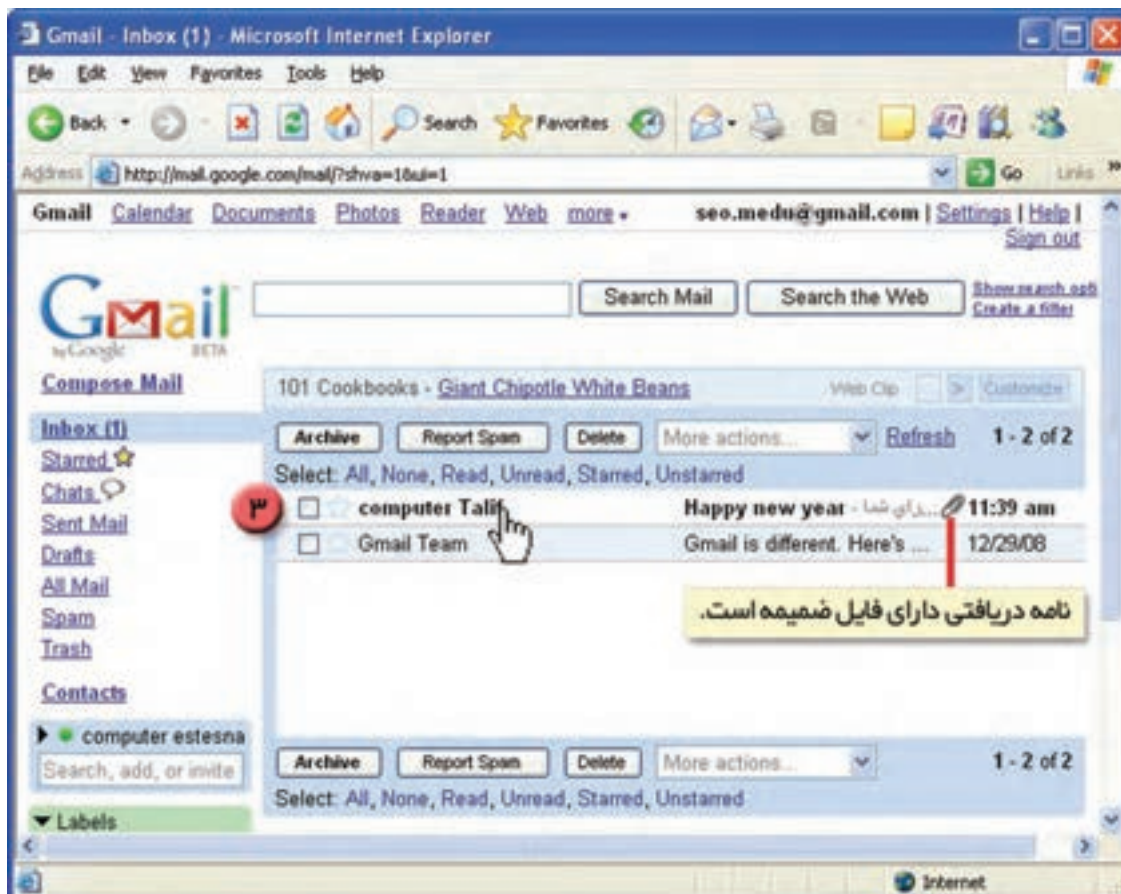 Gmail - Inbox (1) - Microsoft Internet Explorer
File Edit View Favorites Tools Help
Back Search Favorites
Address http://mail.google.com/mail/?shva=1&ui=1 Go Links »
Gmail Calendar Documents Photos Reader Web more seo.medu@gmail.com | Settings | Help |
Sign out
Gmail by Google BETA
Search Mail Search the Web
Show search opti
Create a filter
Compose Mail
101 Cookbooks - Giant Chipotle White Beans Web Clip < > Customize
Inbox (1)
Starred
Chats
Sent Mail
Drafts
All Mail
Spam
Trash
Contacts
computer estesna
Search, add, or invite
Labels
Archive Report Spam Delete More actions... Refresh 1 - 2 of 2
Select: All, None, Read, Unread, Starred, Unstarred
۳ computer Talif Happy new year - ...رای شما 11:39 am
Gmail Team Gmail is different. Here's ... 12/29/08
نامه دریافتی دارای فایل ضمیمه است.
Archive Report Spam Delete More actions... 1 - 2 of 2
Select: All, None, Read, Unread, Starred, Unstarred
Internet